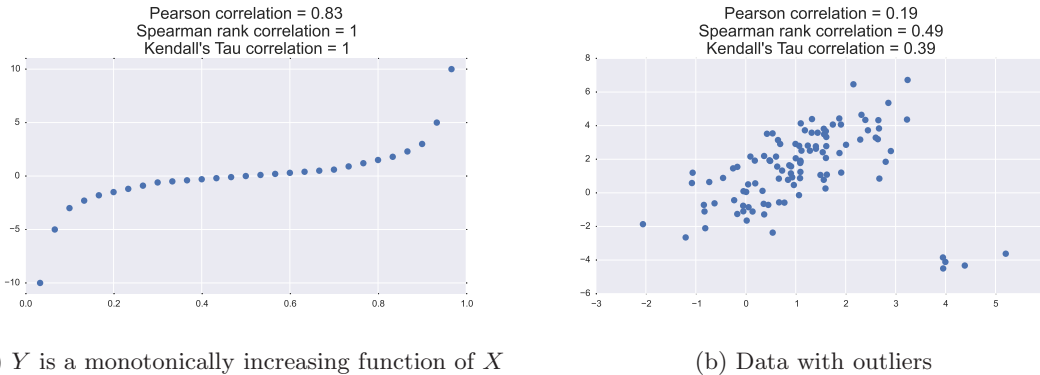 Pearson correlation = 0.83
Spearman rank correlation = 1
Kendall's Tau correlation = 1
10
5
0
−5
−10
0.0 0.2 0.4 0.6 0.8 1.0
) Y is a monotonically increasing function of X
Pearson correlation = 0.19
Spearman rank correlation = 0.49
Kendall's Tau correlation = 0.39
8
6
4
2
0
−2
−4
−6
−3 −2 −1 0 1 2 3 4 5
(b) Data with outliers